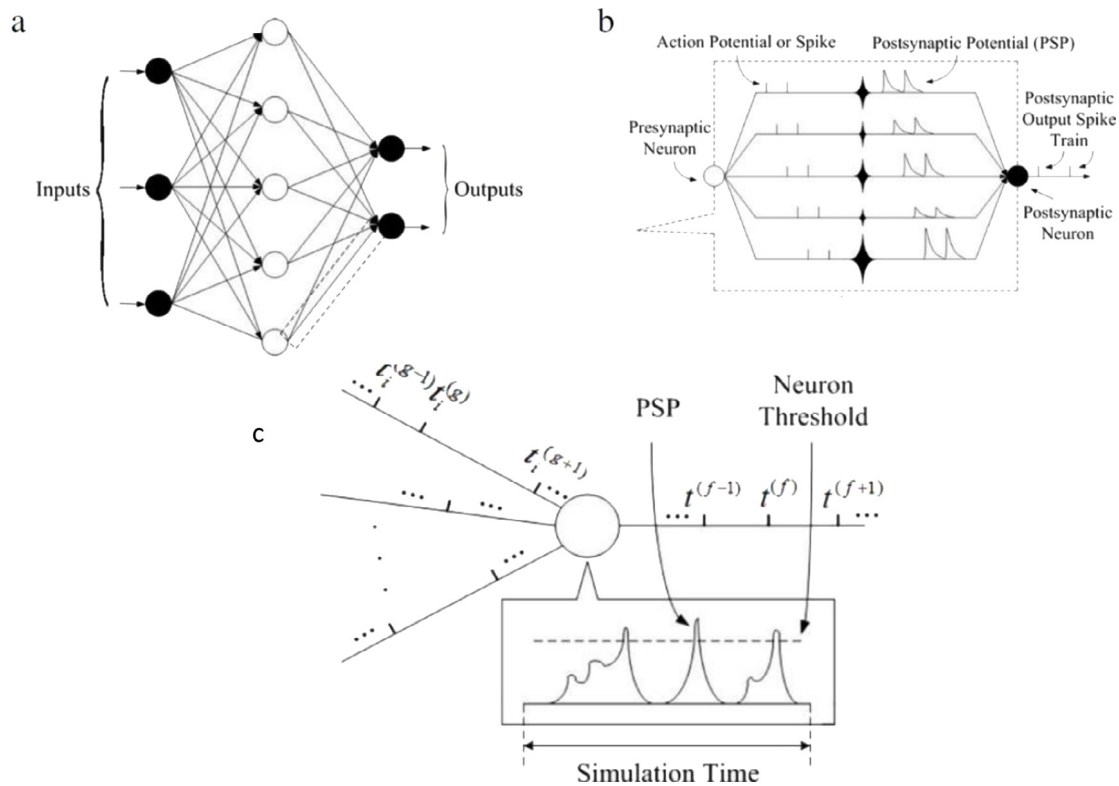 a
Inputs
Outputs
b
Action Potential or Spike
Postsynaptic Potential (PSP)
Presynaptic
Neuron
Postsynaptic
Output Spike
Train
Postsynaptic
Neuron
c
... t_i^(g-1) t_i^(g)
t_i^(g+1) ...
... ...
...
...
PSP
Neuron
Threshold
... t^(f-1) t^(f) t^(f+1) ...
Simulation Time